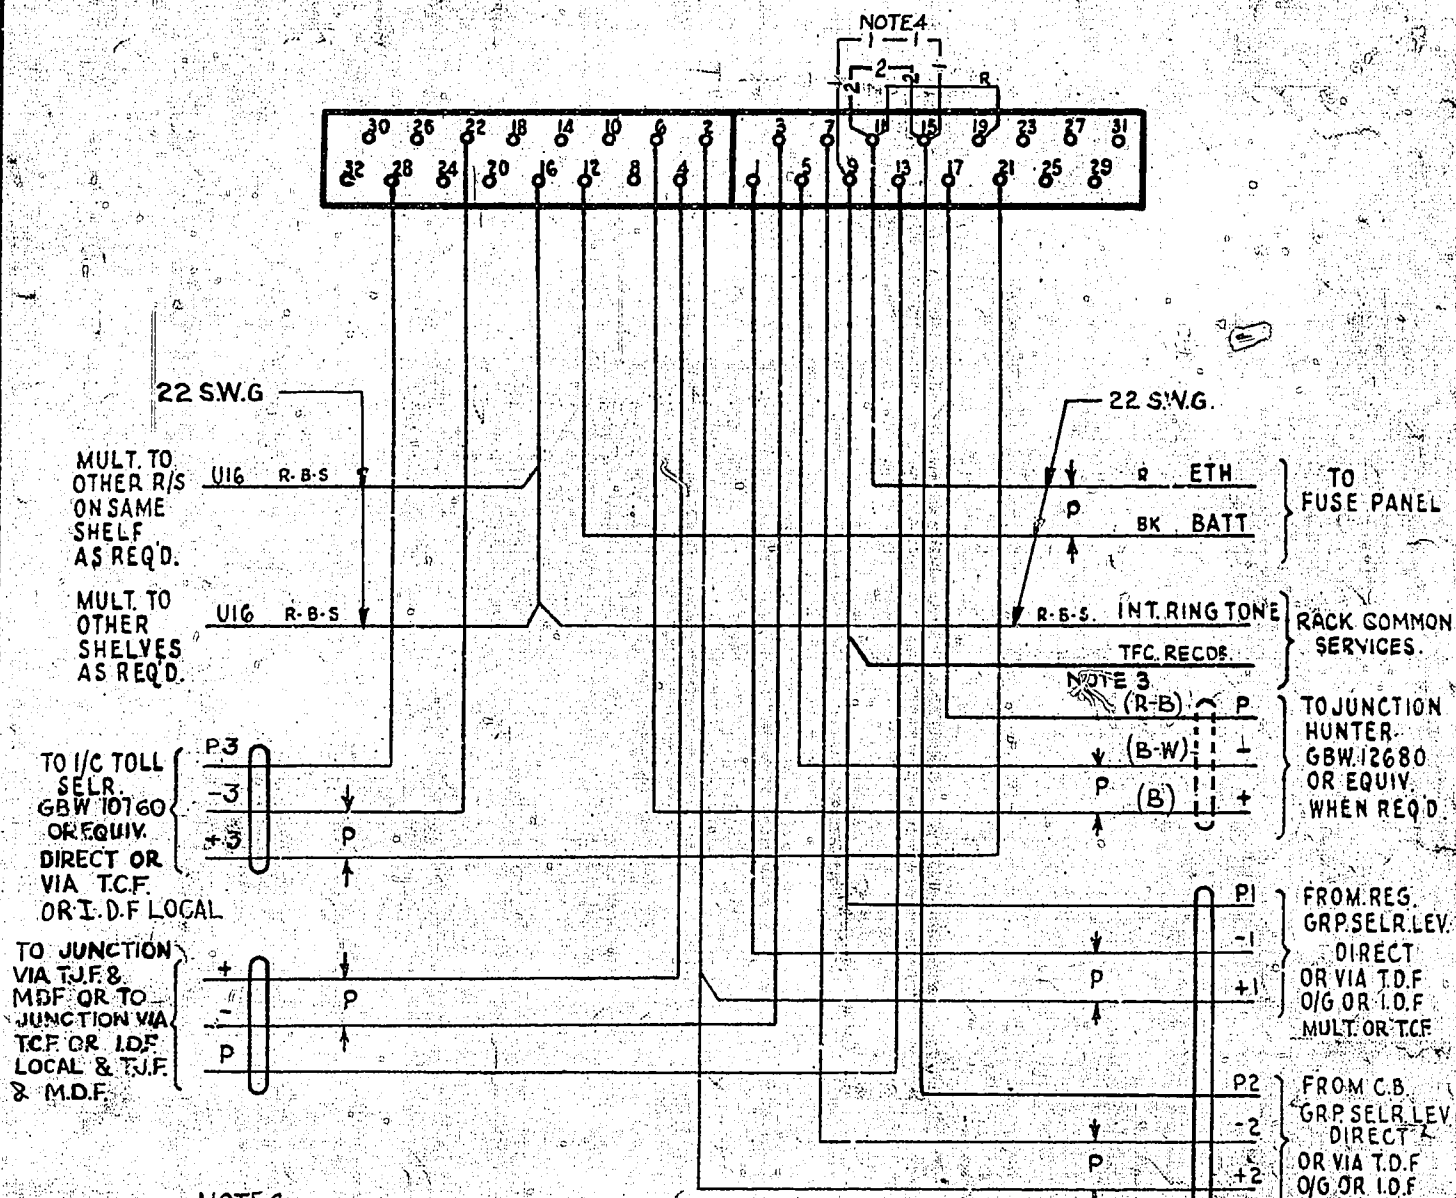 NOTE 4
1 1
2
1 2 2 1 R
30 26 22 18 14 10 6 2 3 7 11 15 19 23 27 31
32 28 24 20 16 12 8 4 1 5 9 13 17 21 25 29
22 S.W.G
22 S.W.G.
MULT. TO
OTHER R/S
ON SAME
SHELF
AS REQ'D.
U16 R-B-S
R ETH
P
BK BATT
TO
FUSE PANEL
MULT. TO
OTHER
SHELVES
AS REQ'D.
U16 R-B-S
R-B-S. INT. RING TONE
TFC. RECDR.
RACK COMMON
SERVICES.
NOTE 3
(R-B) P
(B-W) -
P (B) +
TO JUNCTION
HUNTER.
GBW.12680
OR EQUIV.
WHEN REQ'D.
TO I/C TOLL
SELR.
GBW 10760
OR EQUIV.
DIRECT OR
VIA T.C.F.
OR I.D.F LOCAL
P3
-3
+3
P
P1
-1
P
+1
FROM REG.
GRP. SELR. LEV.
DIRECT
OR VIA T.D.F
O/G OR I.D.F
MULT OR T.C.F
TO JUNCTION
VIA T.J.F. &
MDF OR TO
JUNCTION VIA
T.C.F. OR I.D.F
LOCAL & T.J.F.
& M.D.F.
+
P
-
P
P2
-2
P
+2
FROM C.B.
GRP SELR. LEV
DIRECT
OR VIA T.D.F
O/G OR I.D.F